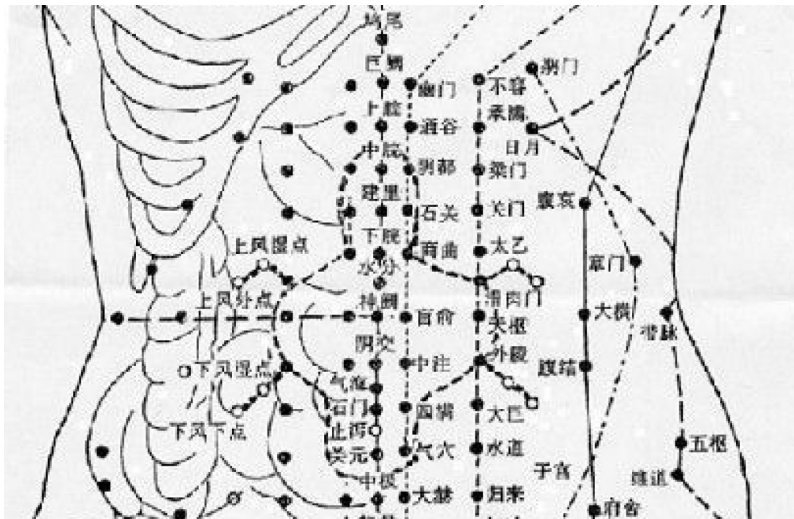 鸠尾
巨阙
幽门
不容
期门
上脘
通谷
承满
日月
中脘
阴都
梁门
建里
石关
关门
腹哀
下脘
商曲
太乙
上风湿点
水分
章门
上风外点
神阙
肓俞
滑肉门
天枢
大横
带脉
阴交
中注
外陵
腹结
下风湿点
气海
石门
四满
大巨
下风下点
止泻
关元
气穴
水道
五枢
子宫
维道
中极
大赫
归来
府舍